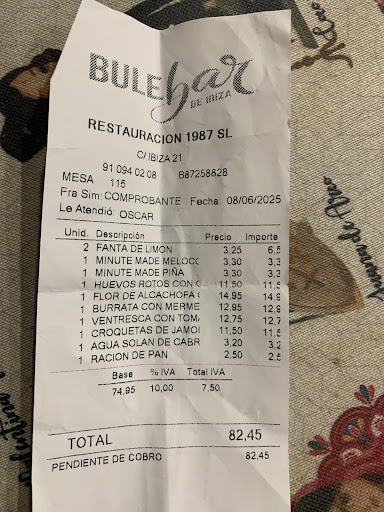 BULEbar
DE IBIZA
RESTAURACION 1987 SL
C/ IBIZA 21
91 094 02 08 B87258828
MESA 115
Fra Sim: COMPROBANTE Fecha: 08/06/2025
Le Atendió: OSCAR
Unid. Descripción Precio Importe
2 FANTA DE LIMON 3,25 6,5
1 MINUTE MADE MELOCO 3,30 3,3
1 MINUTE MADE PIÑA 3,30 3,3
1 HUEVOS ROTOS CON 11,50 11,5
1 FLOR DE ALCACHOFA ( 14,95 14,9
1 BURRATA CON MERME 12,95 12,9
1 VENTRESCA CON TOM 12,75 12,7
1 CROQUETAS DE JAMO 11,50 11,5
1 AGUA SOLAN DE CABR 3,20 3,2
1 RACION DE PAN 2,50 2,5
Base % IVA Total IVA
74,95 10,00 7,50
TOTAL 82,45
PENDIENTE DE COBRO 82,45